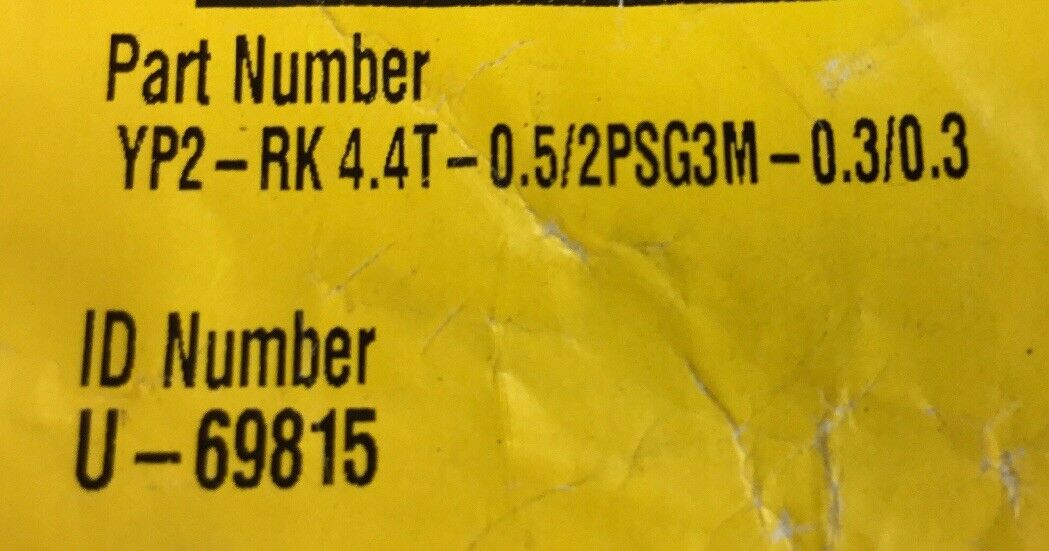 Part Number
YP2-RK 4.4T-0.5/2PSG3M-0.3/0.3
ID Number
U-69815